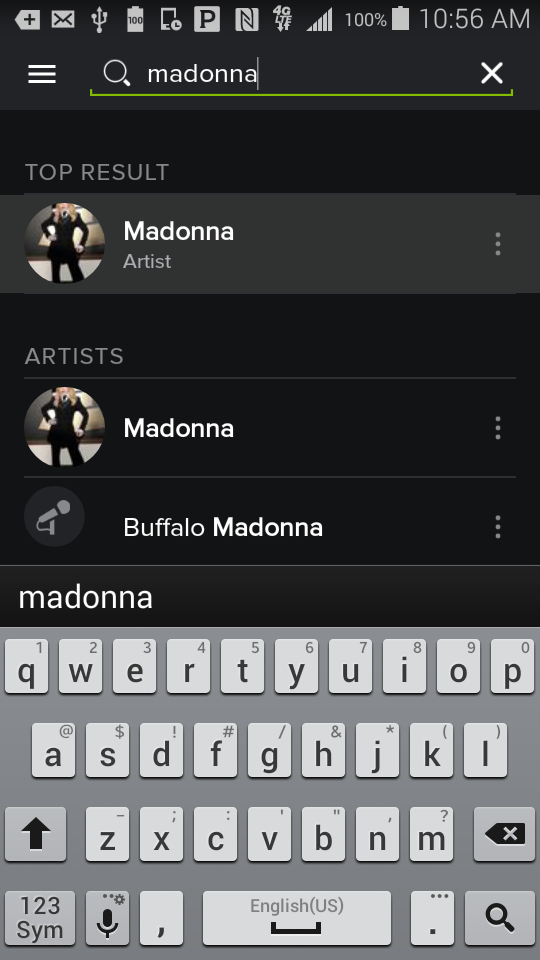 100 P N 4G LTE 100% 10:56 AM
madonna
TOP RESULT
Madonna
Artist
ARTISTS
Madonna
Buffalo Madonna
madonna
1 2 3 4 5 6 7 8 9 0
q w e r t y u i o p
@ $ ! # / & * ( )
a s d f g h j k l
- ; : ' " , ?
z x c v b n m
123
Sym
, English(US) .